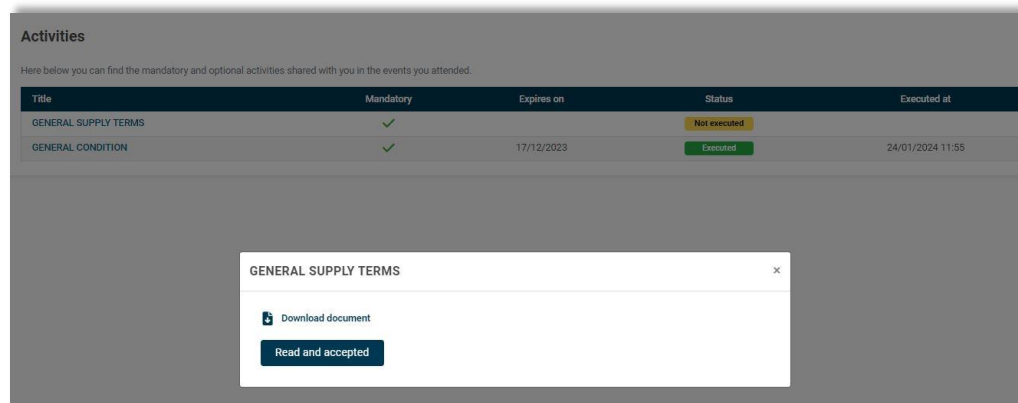 Activities
Here below you can find the mandatory and optional activities shared with you in the events you attended.
Title Mandatory Expires on Status Executed at
GENERAL SUPPLY TERMS Not executed
GENERAL CONDITION 17/12/2023 Executed 24/01/2024 11:55
GENERAL SUPPLY TERMS ×
Download document
Read and accepted